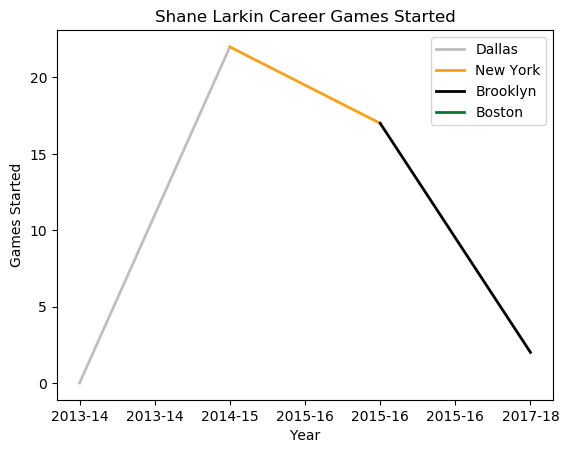 Shane Larkin Career Games Started
Dallas
New York
Brooklyn
Boston
Games Started
20
15
10
5
0
2013-14 2013-14 2014-15 2015-16 2015-16 2015-16 2017-18
Year